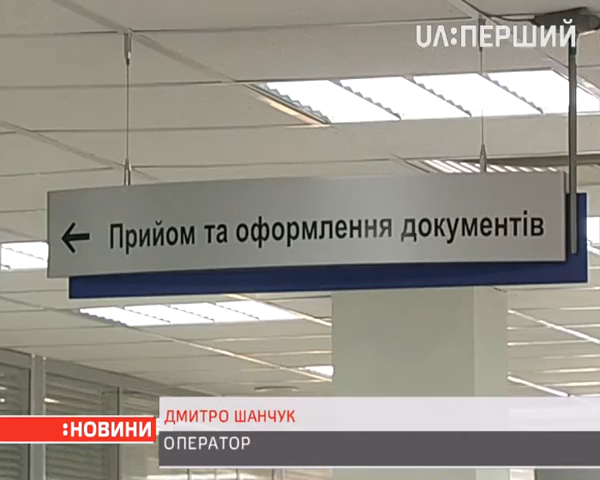 UA:ПЕРШИЙ
← Прийом та оформлення документів
ДМИТРО ШАНЧУК
:НОВИНИ
ОПЕРАТОР